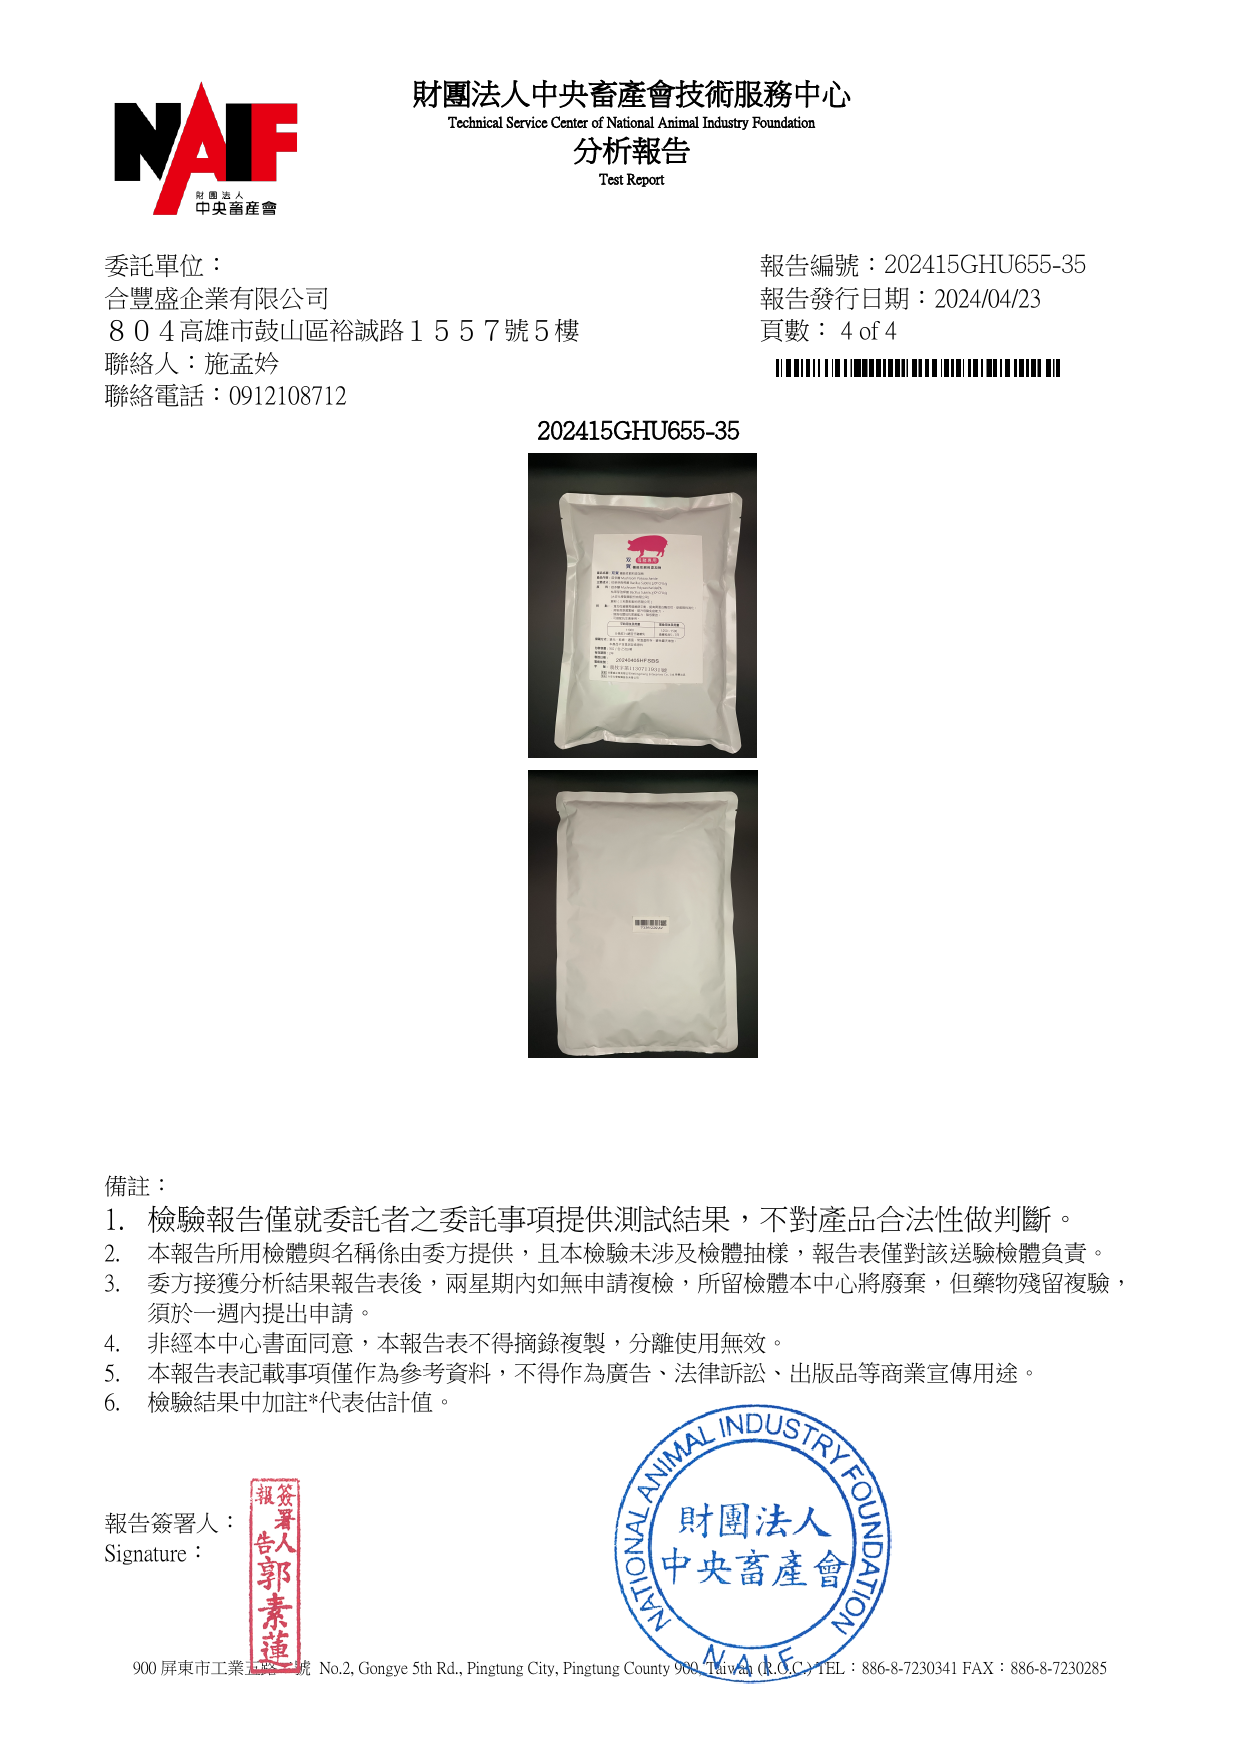 NAIF
財團法人
中央畜產會
財團法人中央畜產會技術服務中心
Technical Service Center of National Animal Industry Foundation
分析報告
Test Report
委託單位：
合豐盛企業有限公司
８０４高雄市鼓山區裕誠路１５５７號５樓
聯絡人：施孟妗
聯絡電話：0912108712
報告編號：202415GHU655-35
報告發行日期：2024/04/23
頁數： 4 of 4
202415GHU655-35
20240408HFSBS
備註：
1. 檢驗報告僅就委託者之委託事項提供測試結果，不對產品合法性做判斷。
2. 本報告所用檢體與名稱係由委方提供，且本檢驗未涉及檢體抽樣，報告表僅對該送驗檢體負責。
3. 委方接獲分析結果報告表後，兩星期內如無申請複檢，所留檢體本中心將廢棄，但藥物殘留複驗，
須於一週內提出申請。
4. 非經本中心書面同意，本報告表不得摘錄複製，分離使用無效。
5. 本報告表記載事項僅作為參考資料，不得作為廣告、法律訴訟、出版品等商業宣傳用途。
6. 檢驗結果中加註*代表估計值。
報告簽署人：
Signature：
報告
簽署人
郭素蓮
NATIONAL ANIMAL INDUSTRY FOUNDATION
財團法人
中央畜產會
NAIF
900 屏東市工業五路二號 No.2, Gongye 5th Rd., Pingtung City, Pingtung County 900, Taiwan (R.O.C.) TEL：886-8-7230341 FAX：886-8-7230285